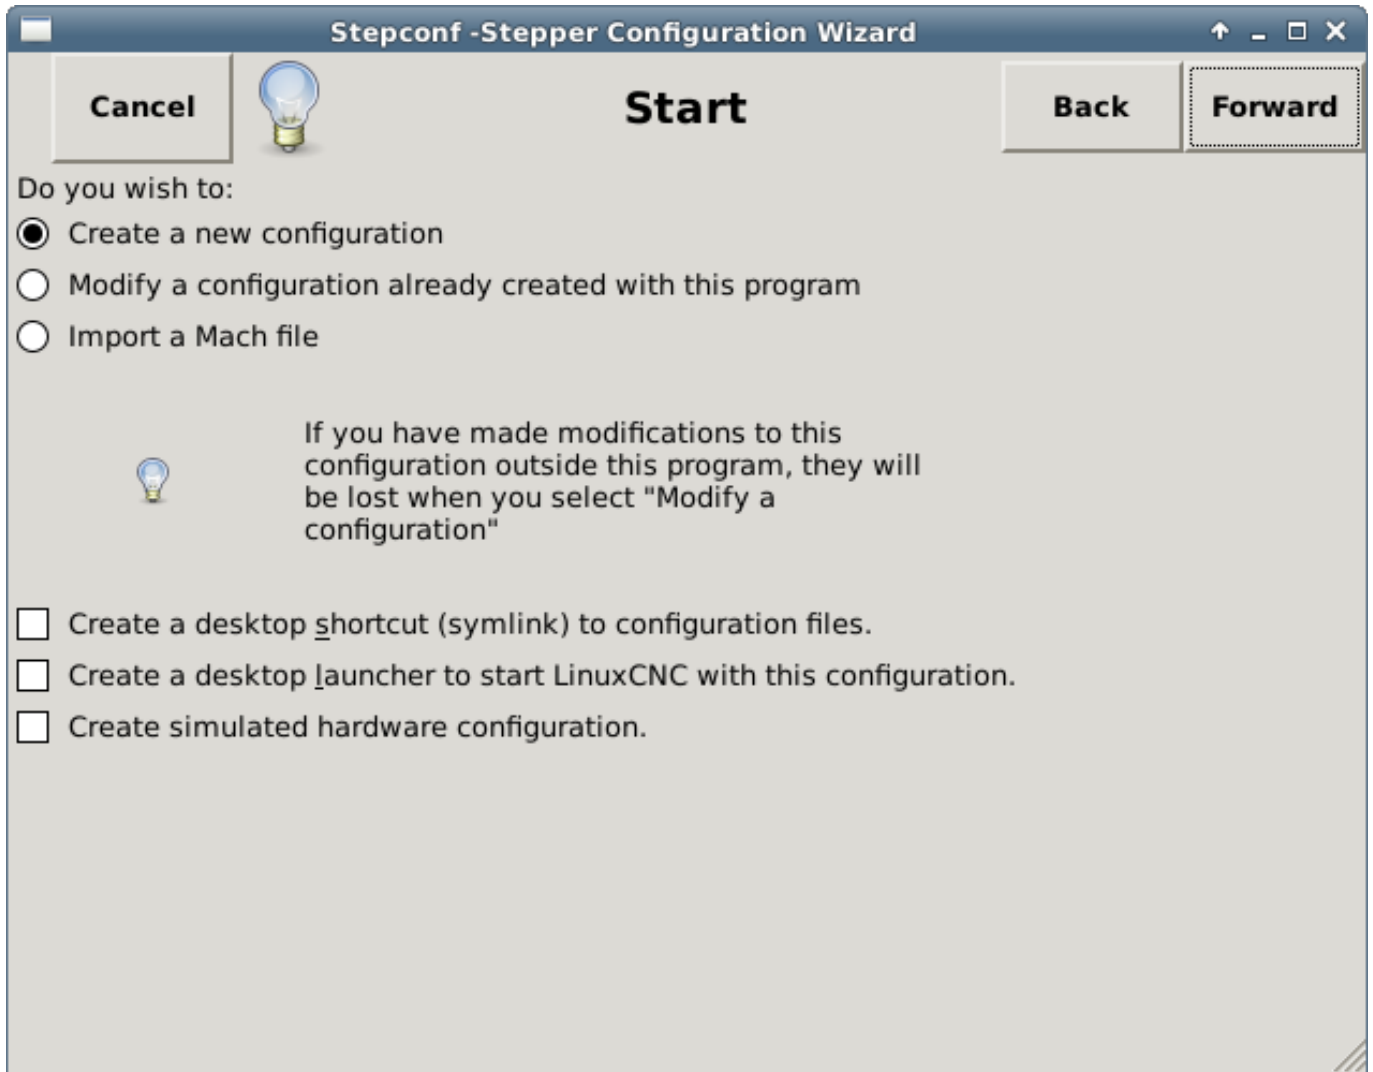 Stepconf -Stepper Configuration Wizard
Cancel
Start
Back
Forward
Do you wish to:
Create a new configuration
Modify a configuration already created with this program
Import a Mach file
If you have made modifications to this
configuration outside this program, they will
be lost when you select "Modify a
configuration"
Create a desktop shortcut (symlink) to configuration files.
Create a desktop launcher to start LinuxCNC with this configuration.
Create simulated hardware configuration.